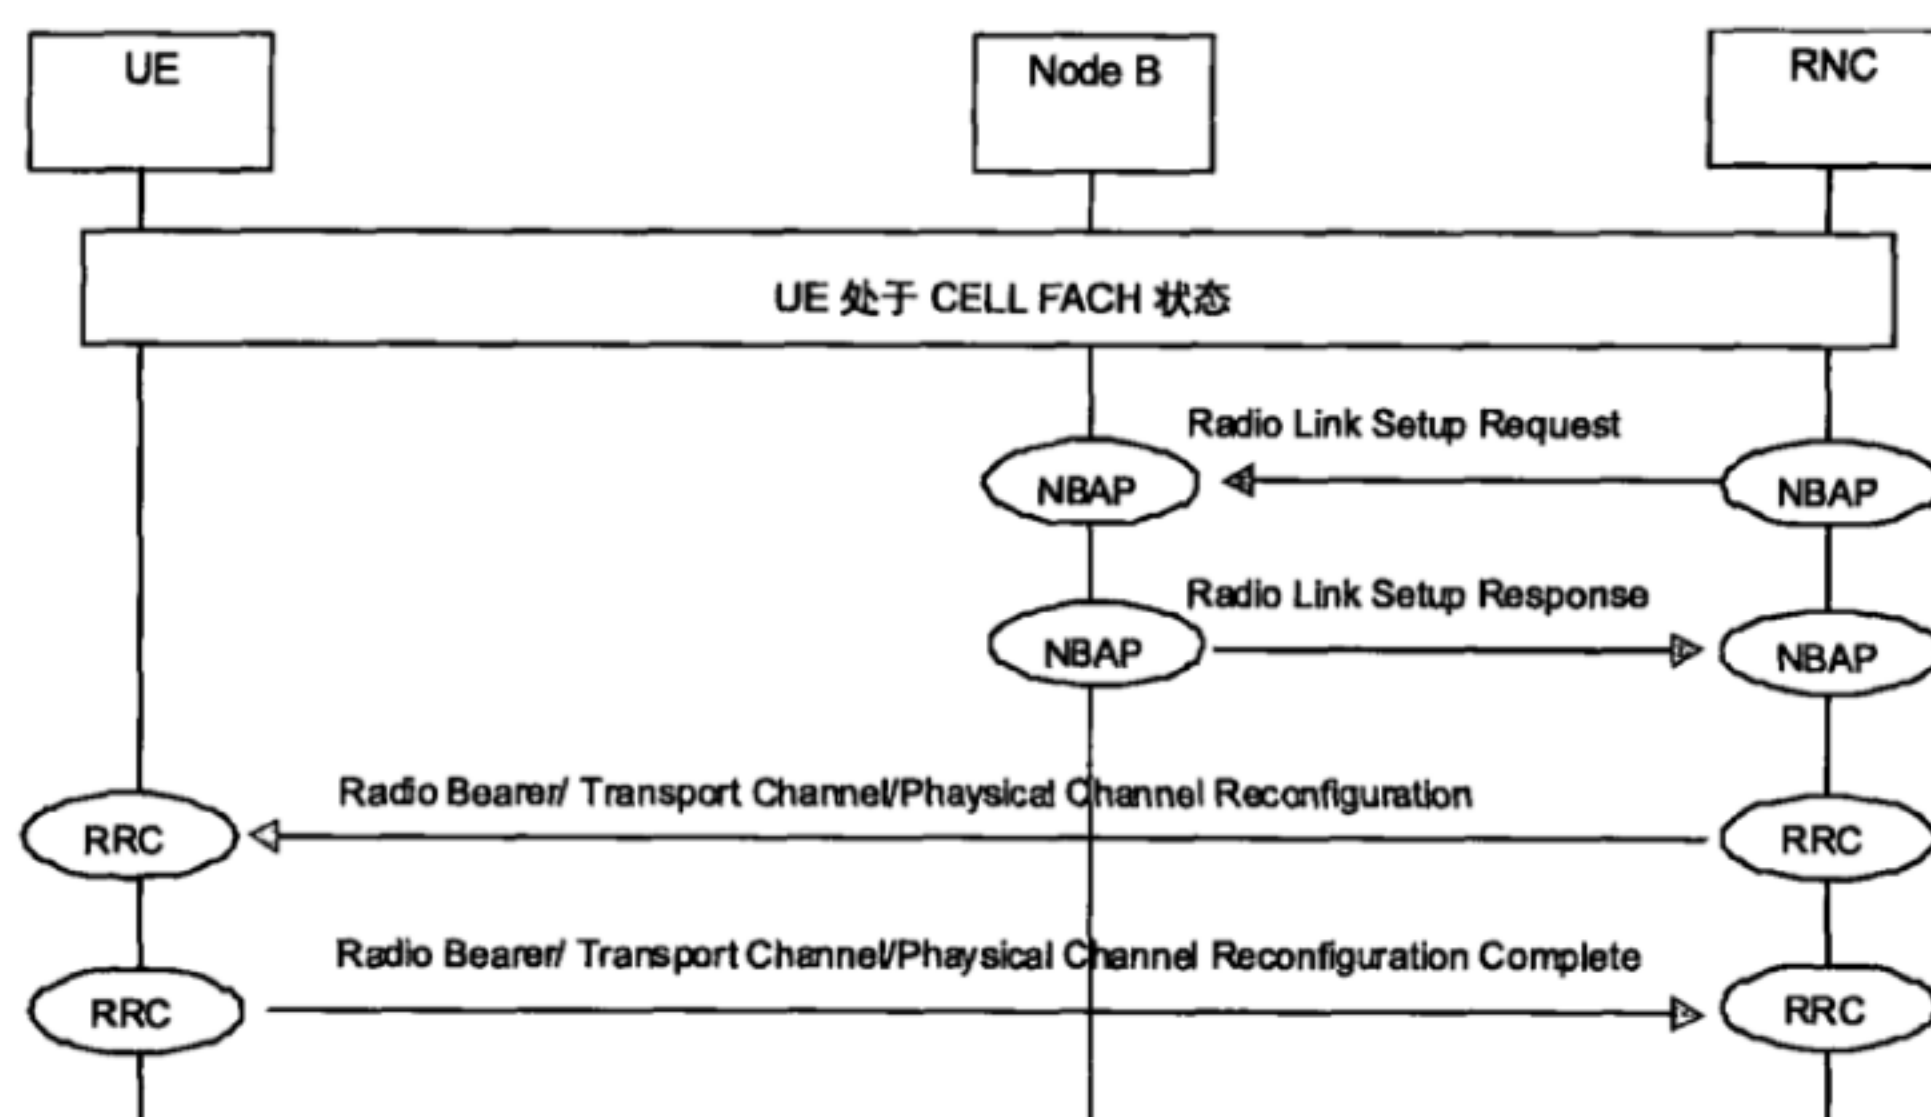 UE
Node B
RNC
UE 处于 CELL FACH 状态
Radio Link Setup Request
NBAP
NBAP
Radio Link Setup Response
NBAP
NBAP
Radio Bearer/ Transport Channel/Phaysical Channel Reconfiguration
RRC
RRC
Radio Bearer/ Transport Channel/Phaysical Channel Reconfiguration Complete
RRC
RRC